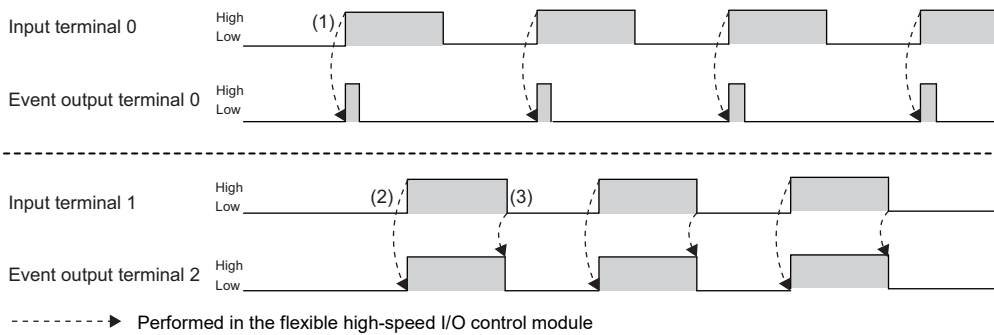 Input terminal 0
High
Low
(1)
Event output terminal 0
High
Low
Input terminal 1
High
Low
(2)
(3)
Event output terminal 2
High
Low
Performed in the flexible high-speed I/O control module